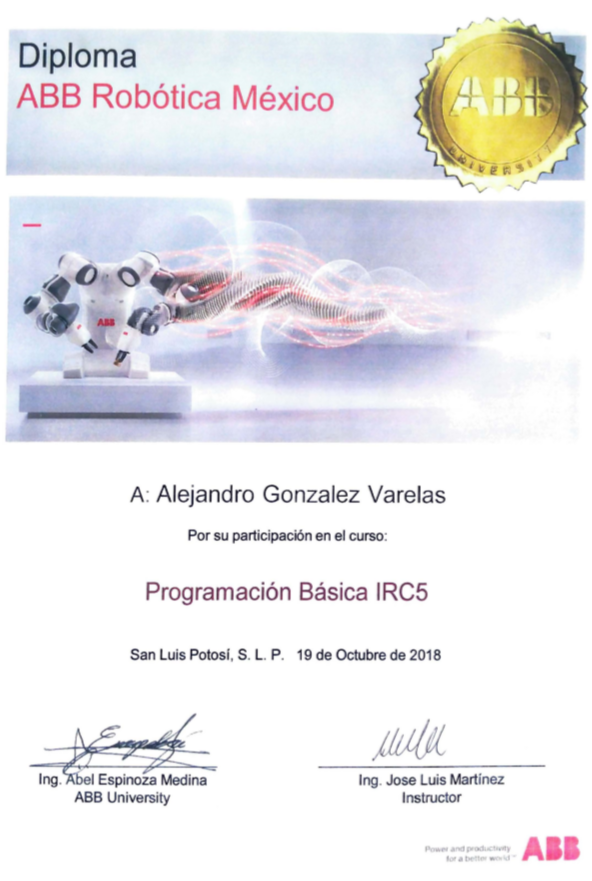 Diploma
ABB Robótica México
ABB
UNIVERSITY
ABB
A: Alejandro Gonzalez Varelas
Por su participación en el curso:
Programación Básica IRC5
San Luis Potosí, S. L. P. 19 de Octubre de 2018
Ing. Abel Espinoza Medina
ABB University
Ing. Jose Luis Martínez
Instructor
Power and productivity
for a better world™
ABB